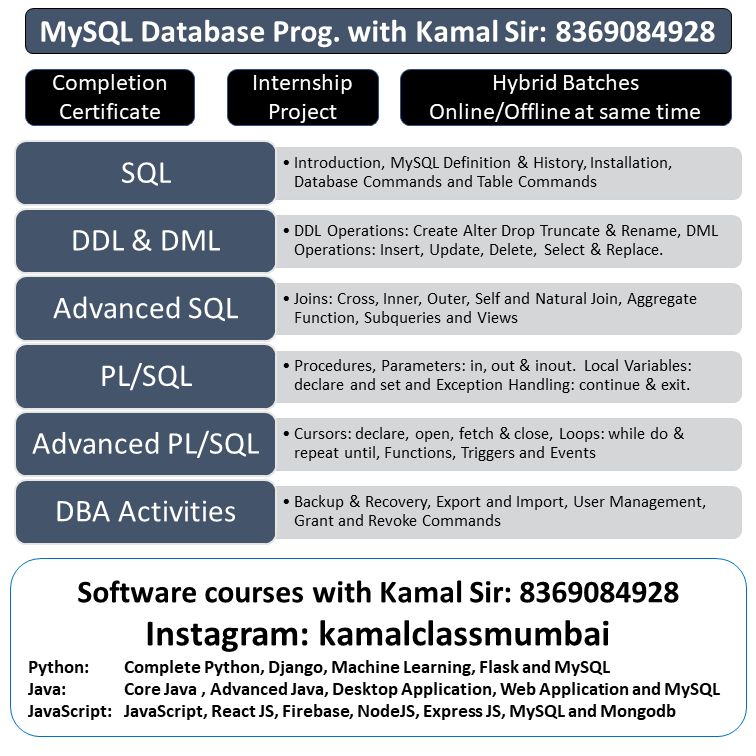 MySQL Database Prog. with Kamal Sir: 8369084928
Completion
Certificate
Internship
Project
Hybrid Batches
Online/Offline at same time
SQL
• Introduction, MySQL Definition & History, Installation,
Database Commands and Table Commands
DDL & DML
• DDL Operations: Create Alter Drop Truncate & Rename, DML
Operations: Insert, Update, Delete, Select & Replace.
Advanced SQL
• Joins: Cross, Inner, Outer, Self and Natural Join, Aggregate
Function, Subqueries and Views
PL/SQL
• Procedures, Parameters: in, out & inout. Local Variables:
declare and set and Exception Handling: continue & exit.
Advanced PL/SQL
• Cursors: declare, open, fetch & close, Loops: while do &
repeat until, Functions, Triggers and Events
DBA Activities
• Backup & Recovery, Export and Import, User Management,
Grant and Revoke Commands
Software courses with Kamal Sir: 8369084928
Instagram: kamalclassmumbai
Python: Complete Python, Django, Machine Learning, Flask and MySQL
Java: Core Java , Advanced Java, Desktop Application, Web Application and MySQL
JavaScript: JavaScript, React JS, Firebase, NodeJS, Express JS, MySQL and Mongodb